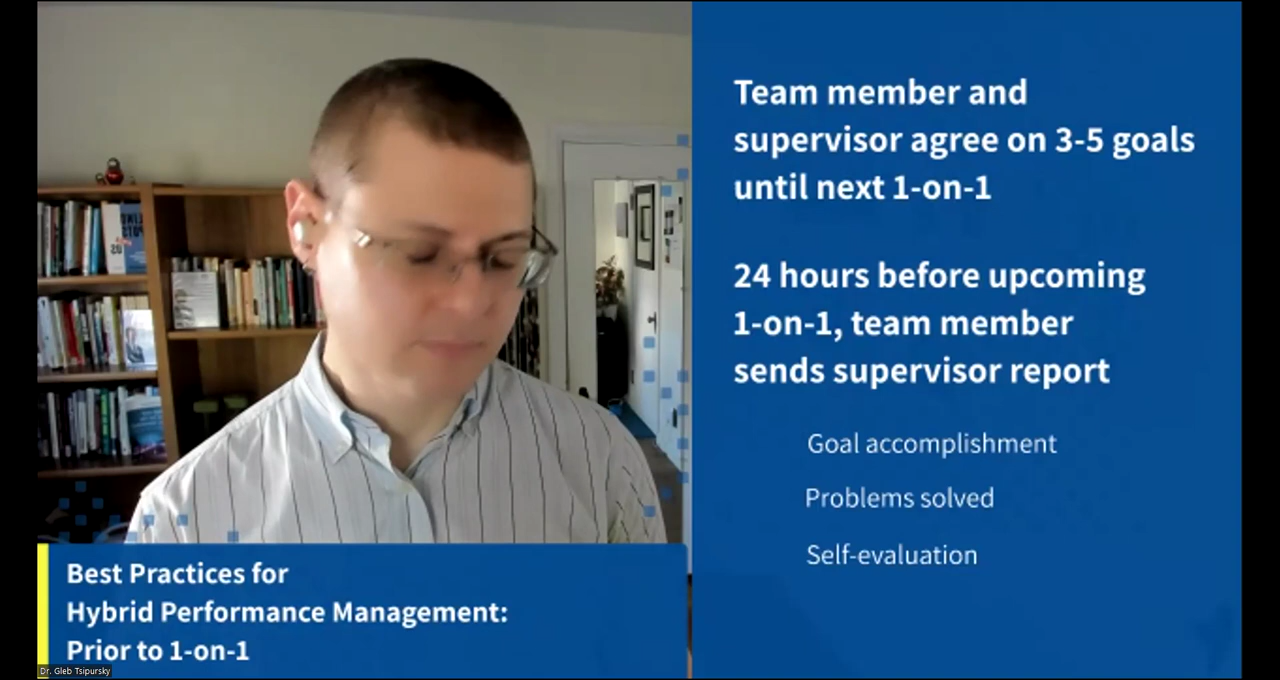 Team member and
supervisor agree on 3-5 goals
until next 1-on-1
24 hours before upcoming
1-on-1, team member
sends supervisor report
Goal accomplishment
Problems solved
Self-evaluation
Best Practices for
Hybrid Performance Management:
Prior to 1-on-1
Dr. Gleb Tsipursky